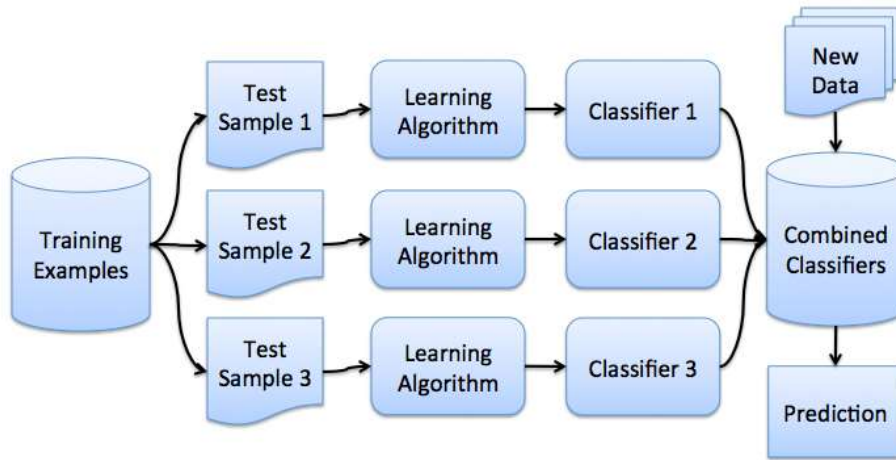 Training
Examples
Test
Sample 1
Learning
Algorithm
Classifier 1
Test
Sample 2
Learning
Algorithm
Classifier 2
Test
Sample 3
Learning
Algorithm
Classifier 3
New
Data
Combined
Classifiers
Prediction